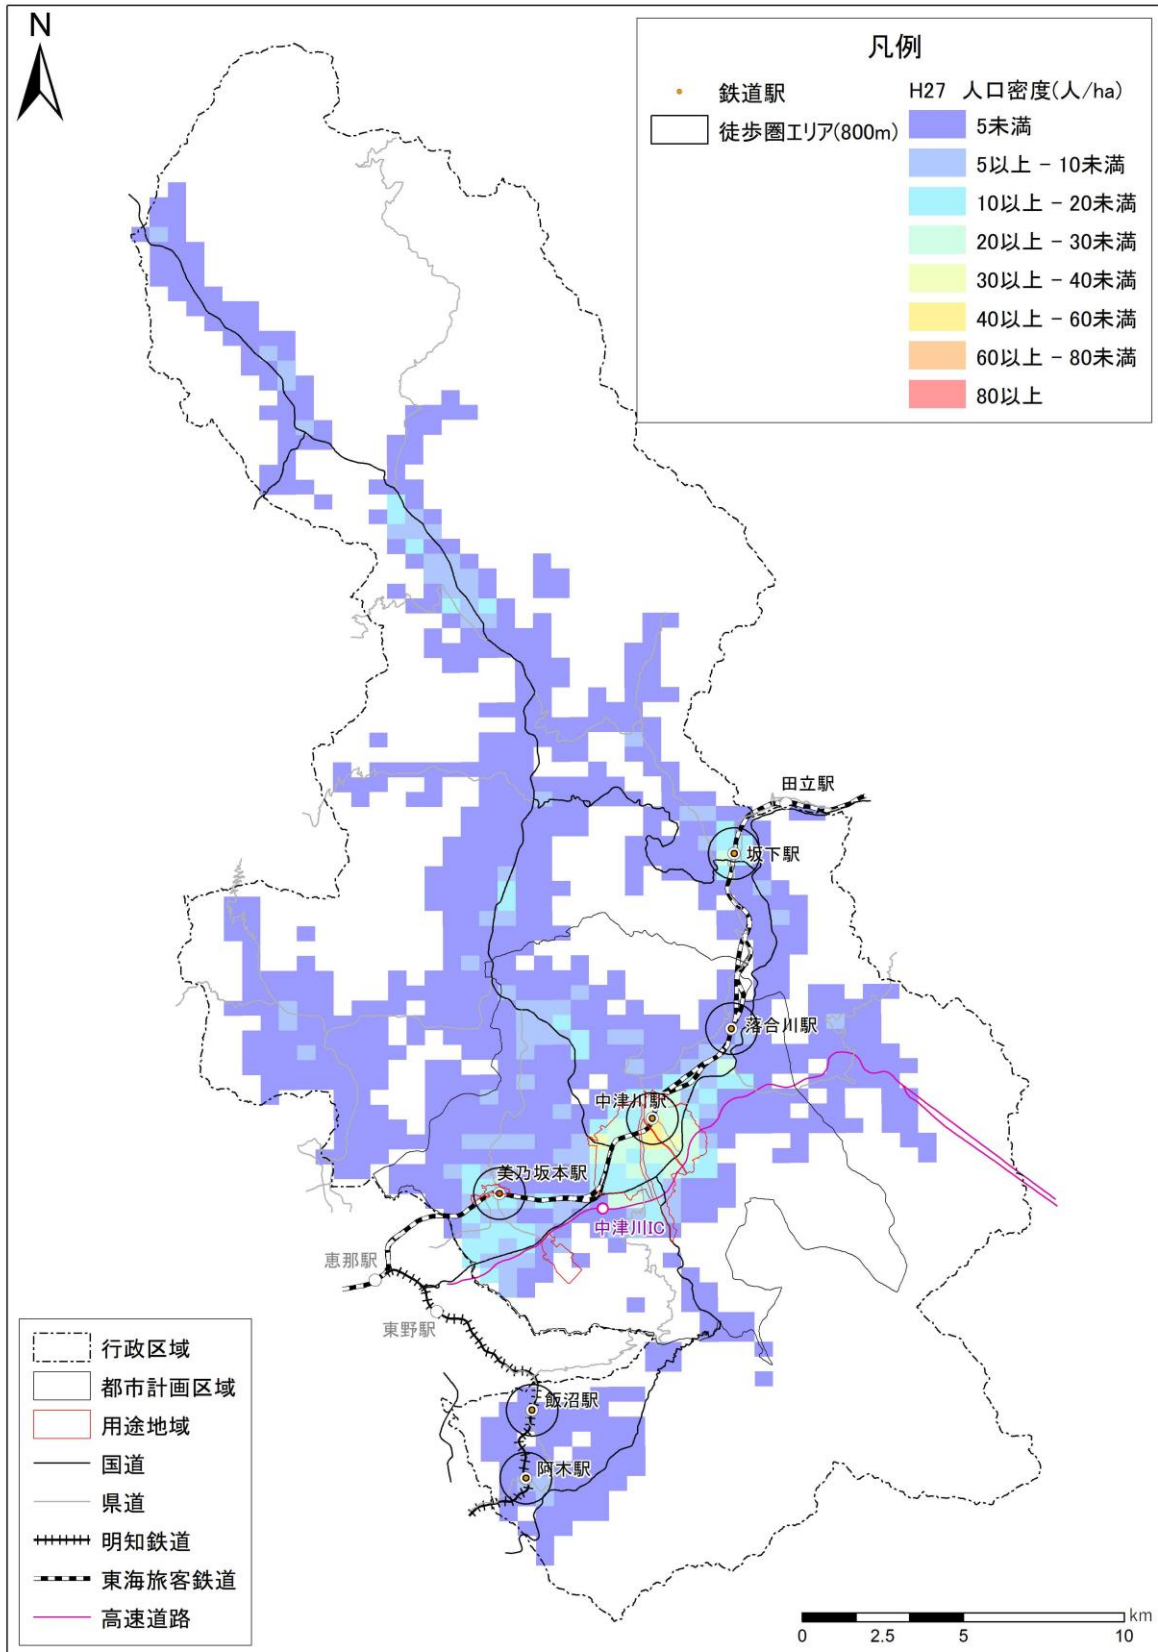 N
凡例
鉄道駅
徒歩圏エリア(800m)
H27 人口密度(人/ha)
5未満
5以上 - 10未満
10以上 - 20未満
20以上 - 30未満
30以上 - 40未満
40以上 - 60未満
60以上 - 80未満
80以上
田立駅
坂下駅
落合川駅
中津川駅
美乃坂本駅
中津川IC
恵那駅
東野駅
飯沼駅
阿木駅
行政区域
都市計画区域
用途地域
国道
県道
明知鉄道
東海旅客鉄道
高速道路
km
0 2.5 5 10